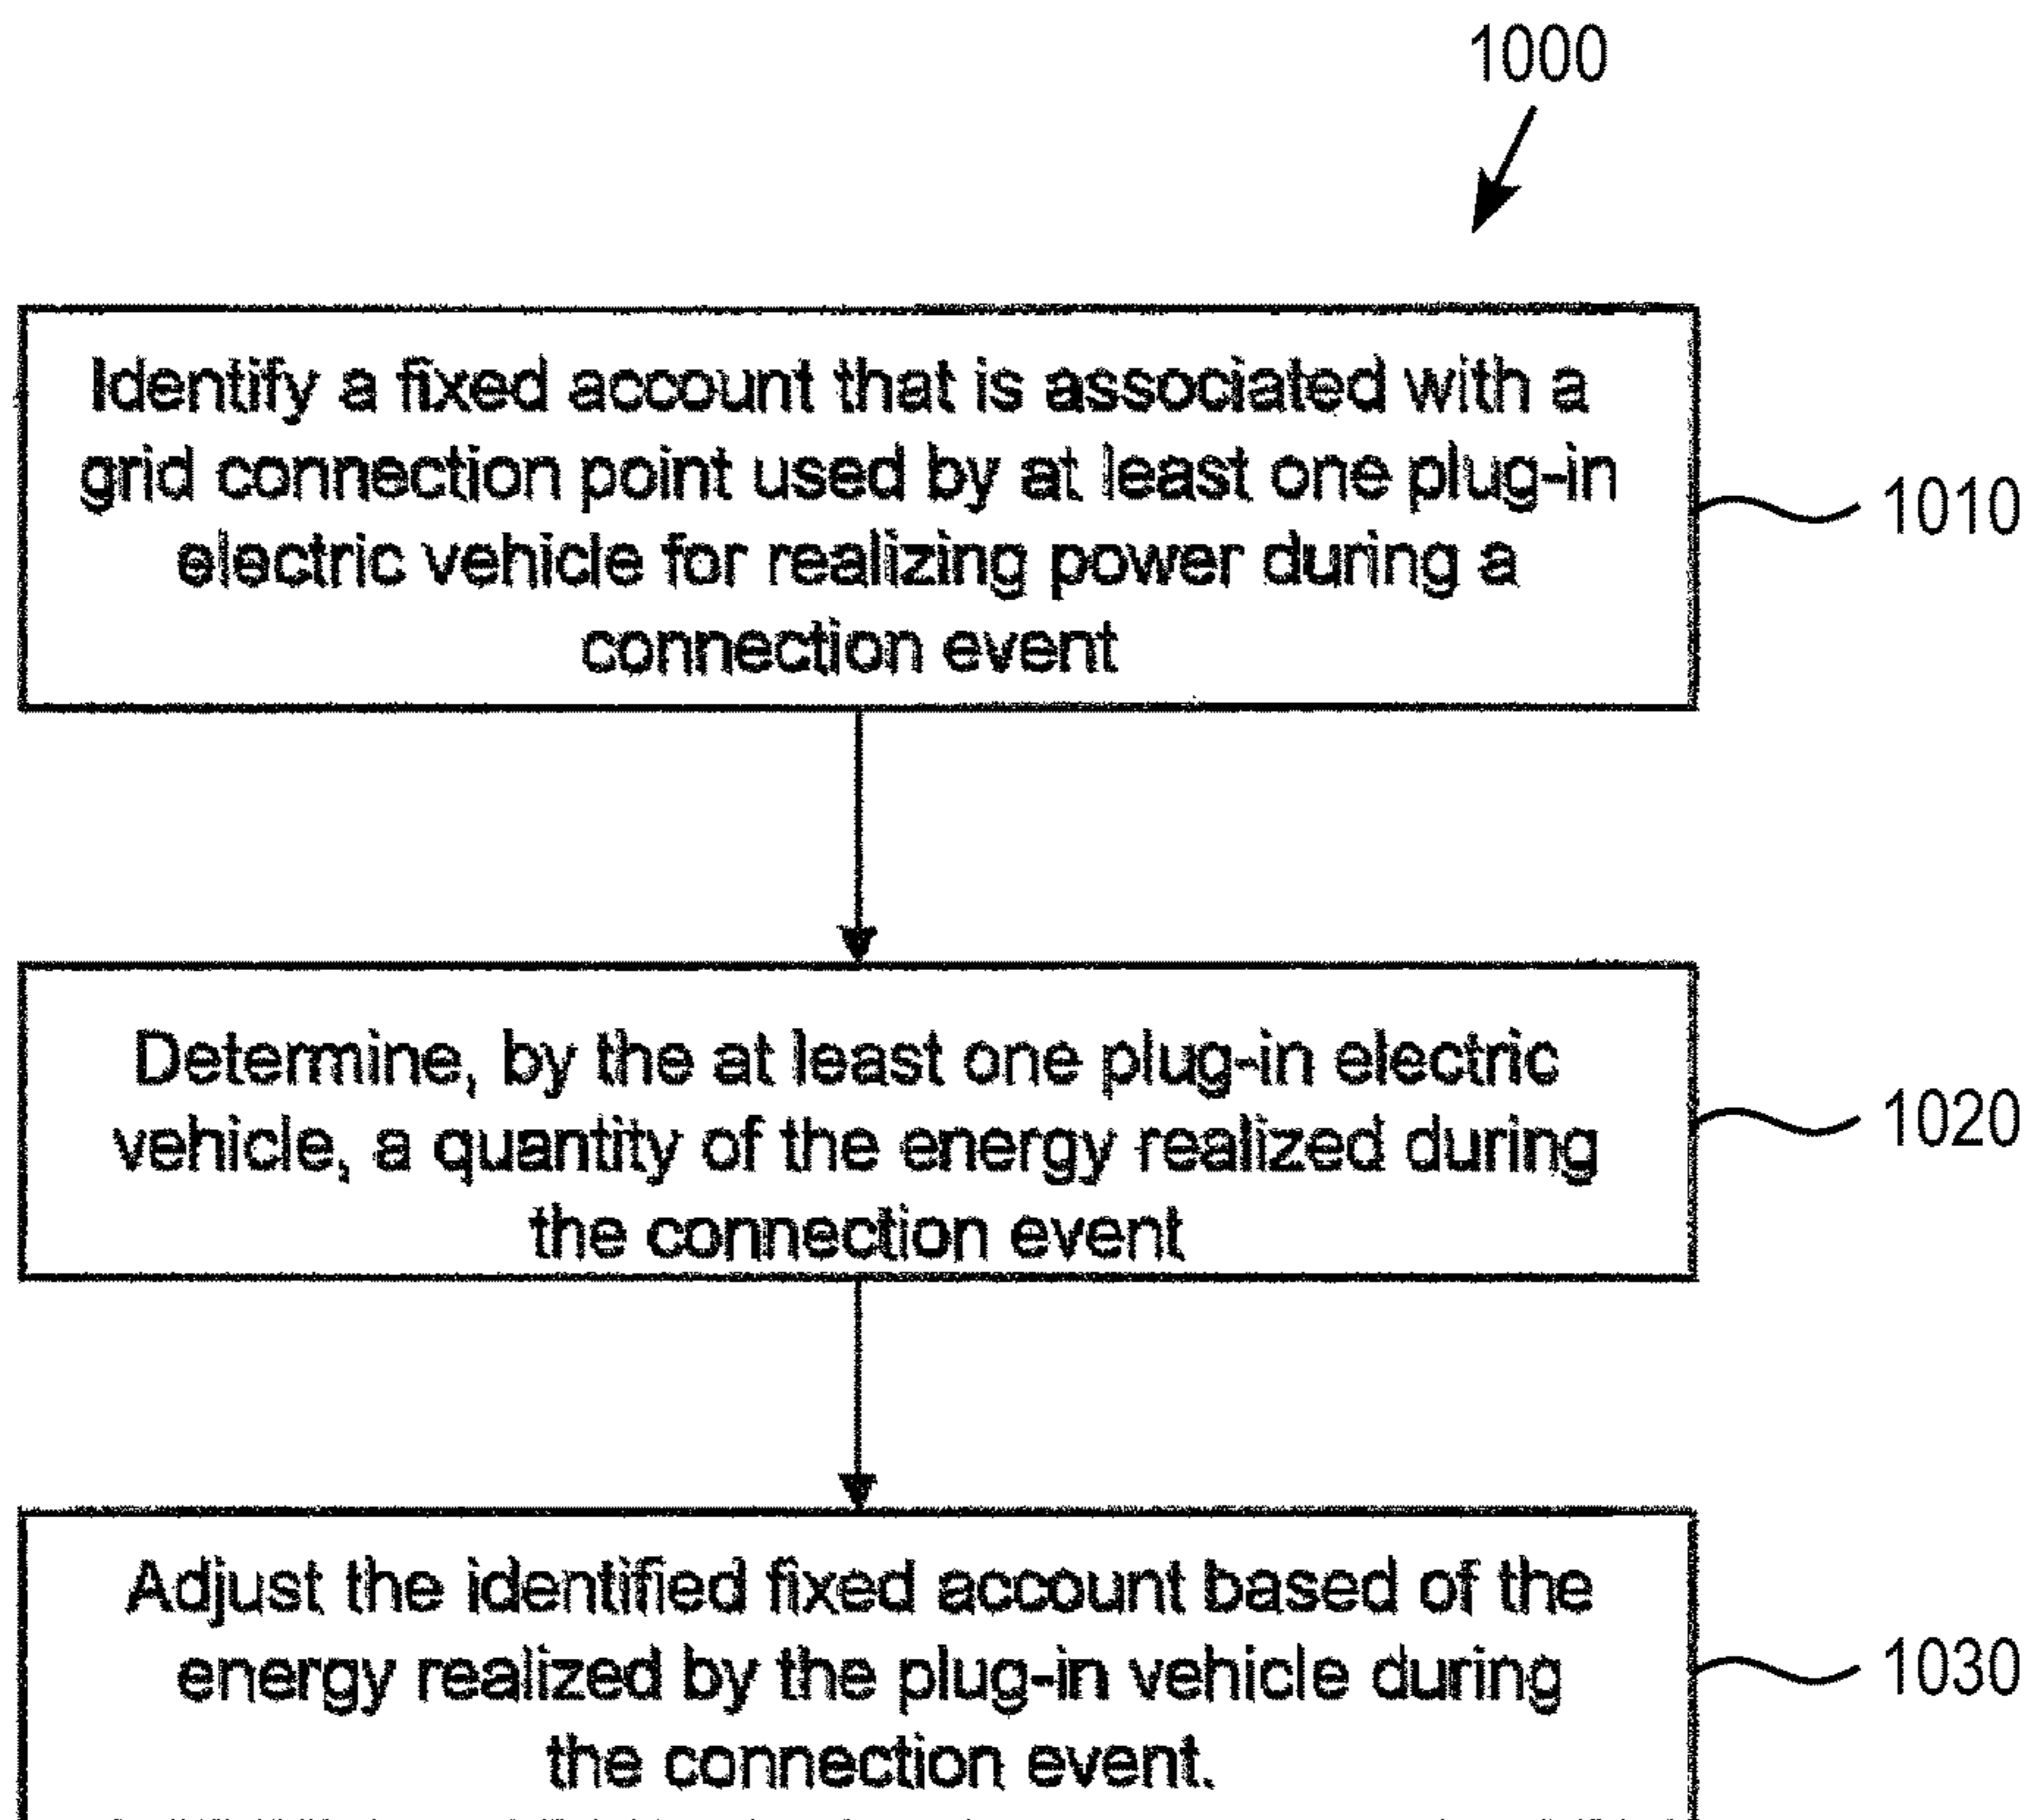 1000
Identify a fixed account that is associated with a
grid connection point used by at least one plug-in
electric vehicle for realizing power during a
connection event
1010
Determine, by the at least one plug-in electric
vehicle, a quantity of the energy realized during
the connection event
1020
Adjust the identified fixed account based of the
energy realized by the plug-in vehicle during
the connection event.
1030